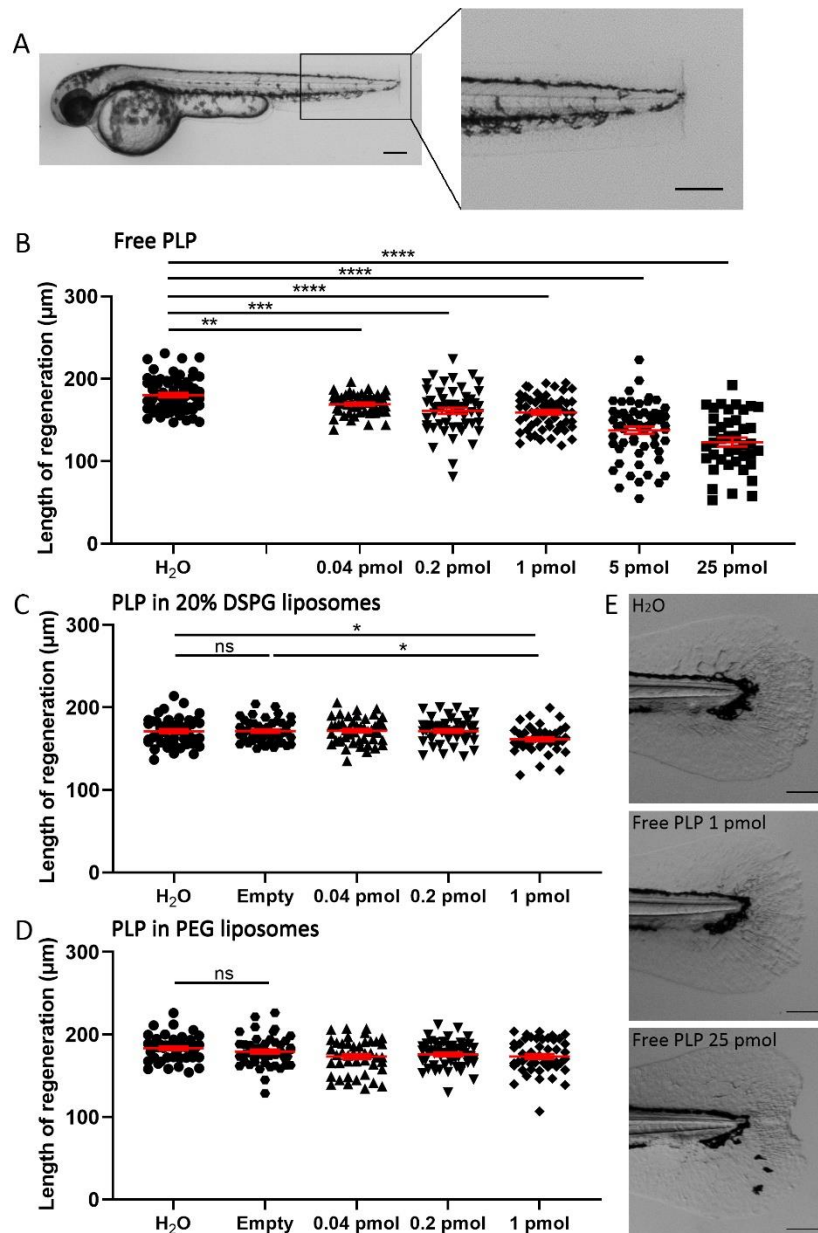 A
B
Free PLP
****
****
****
***
**
Length of regeneration (µm)
300
200
100
0
H₂O
0.04 pmol
0.2 pmol
1 pmol
5 pmol
25 pmol
C
PLP in 20% DSPG liposomes
*
ns
*
Length of regeneration (µm)
300
200
100
0
H₂O
Empty
0.04 pmol
0.2 pmol
1 pmol
D
PLP in PEG liposomes
ns
Length of regeneration (µm)
300
200
100
0
H₂O
Empty
0.04 pmol
0.2 pmol
1 pmol
E
H₂O
Free PLP 1 pmol
Free PLP 25 pmol